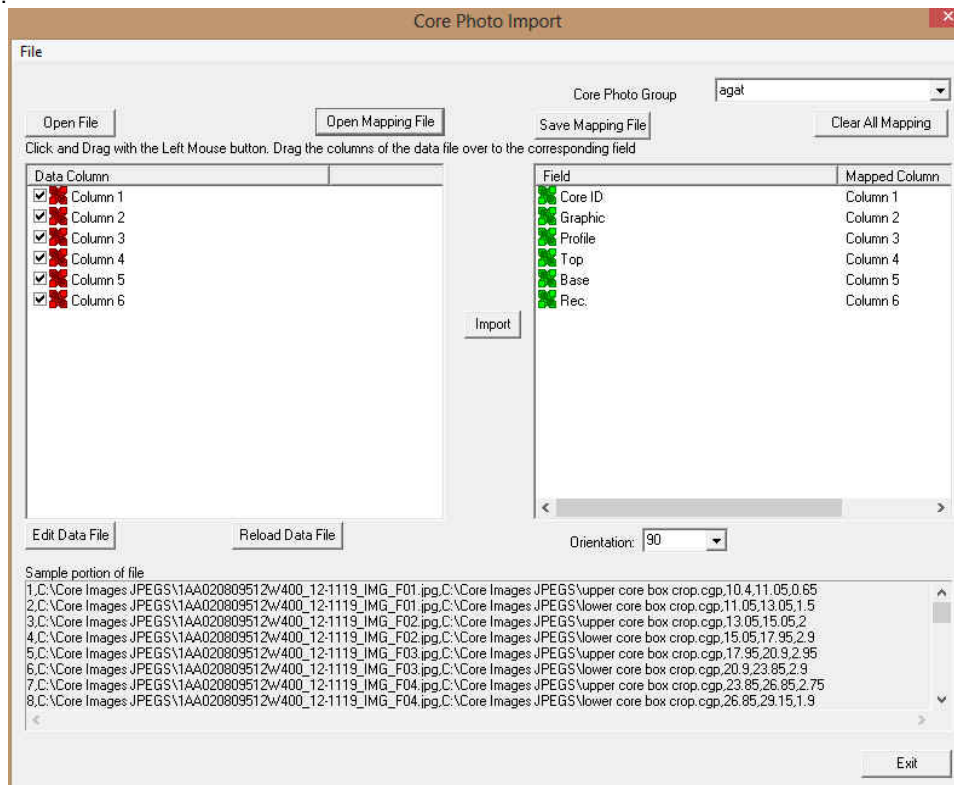 Core Photo Import
File
Core Photo Group agat
Open File Open Mapping File Save Mapping File Clear All Mapping
Click and Drag with the Left Mouse button. Drag the columns of the data file over to the corresponding field
Data Column
Column 1
Column 2
Column 3
Column 4
Column 5
Column 6
Import
Field Mapped Column
Core ID Column 1
Graphic Column 2
Profile Column 3
Top Column 4
Base Column 5
Rec. Column 6
Edit Data File Reload Data File Orientation: 90
Sample portion of file
1,C:\Core Images JPEGS\1AA020809512W400_12-1119_IMG_F01.jpg,C:\Core Images JPEGS\upper core box crop.cgp,10.4,11.05,0.65
2,C:\Core Images JPEGS\1AA020809512W400_12-1119_IMG_F01.jpg,C:\Core Images JPEGS\lower core box crop.cgp,11.05,13.05,1.5
3,C:\Core Images JPEGS\1AA020809512W400_12-1119_IMG_F02.jpg,C:\Core Images JPEGS\upper core box crop.cgp,13.05,15.05,2
4,C:\Core Images JPEGS\1AA020809512W400_12-1119_IMG_F02.jpg,C:\Core Images JPEGS\lower core box crop.cgp,15.05,17.95,2.9
5,C:\Core Images JPEGS\1AA020809512W400_12-1119_IMG_F03.jpg,C:\Core Images JPEGS\upper core box crop.cgp,17.95,20.9,2.95
6,C:\Core Images JPEGS\1AA020809512W400_12-1119_IMG_F03.jpg,C:\Core Images JPEGS\lower core box crop.cgp,20.9,23.85,2.9
7,C:\Core Images JPEGS\1AA020809512W400_12-1119_IMG_F04.jpg,C:\Core Images JPEGS\upper core box crop.cgp,23.85,26.85,2.75
8,C:\Core Images JPEGS\1AA020809512W400_12-1119_IMG_F04.jpg,C:\Core Images JPEGS\lower core box crop.cgp,26.85,29.15,1.9
Exit